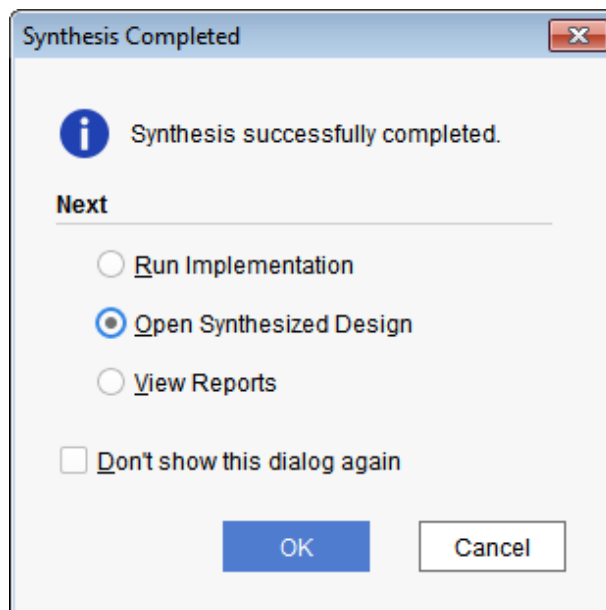 Synthesis Completed
Synthesis successfully completed.
Next
Run Implementation
Open Synthesized Design
View Reports
Don't show this dialog again
OK
Cancel